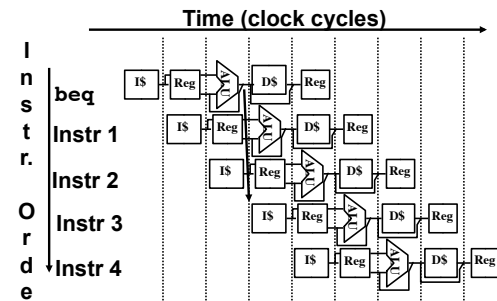 Time (clock cycles)
I
n
s
t
r.
O
r
d
e
beq I$ Reg ALU D$ Reg
Instr 1 I$ Reg ALU D$ Reg
Instr 2 I$ Reg ALU D$ Reg
Instr 3 I$ Reg ALU D$ Reg
Instr 4 I$ Reg ALU D$ Reg